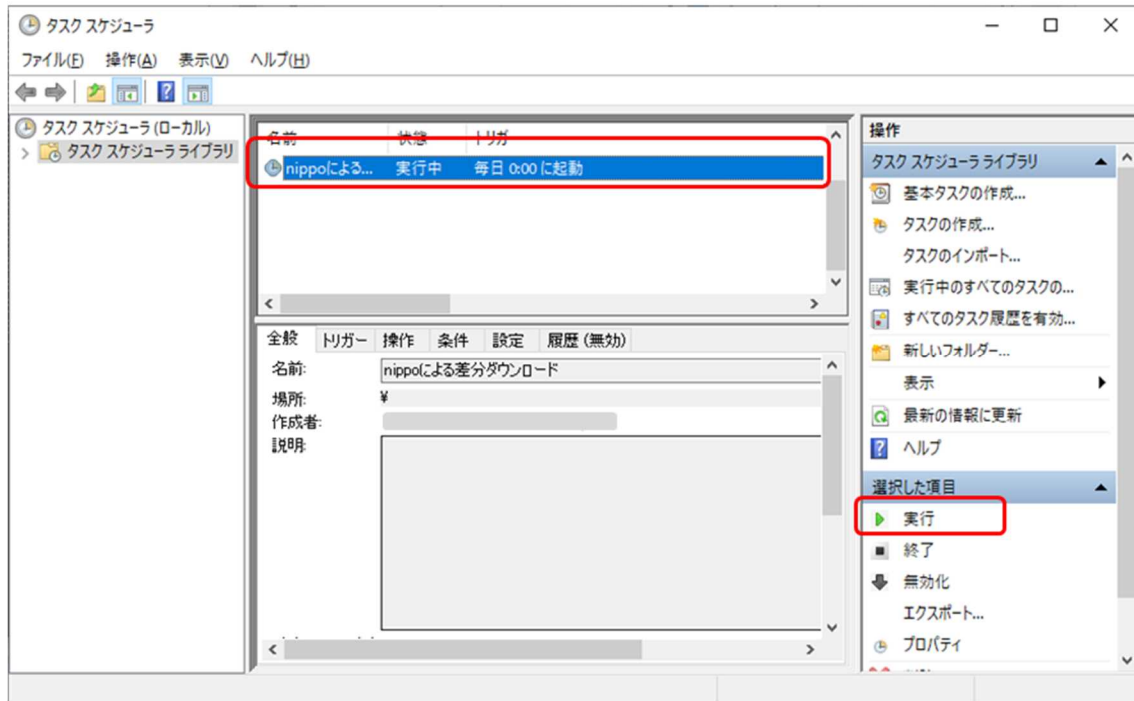 タスク スケジューラ
ファイル(F) 操作(A) 表示(V) ヘルプ(H)
タスク スケジューラ (ローカル)
タスク スケジューラ ライブラリ
名前 状態 トリガー
nippoによる... 実行中 毎日 0:00 に起動
全般 トリガー 操作 条件 設定 履歴 (無効)
名前: nippoによる差分ダウンロード
場所: ¥
作成者:
説明:
操作
タスク スケジューラ ライブラリ
基本タスクの作成...
タスクの作成...
タスクのインポート...
実行中のすべてのタスクの...
すべてのタスク履歴を有効...
新しいフォルダー...
表示
最新の情報に更新
ヘルプ
選択した項目
実行
終了
無効化
エクスポート...
プロパティ